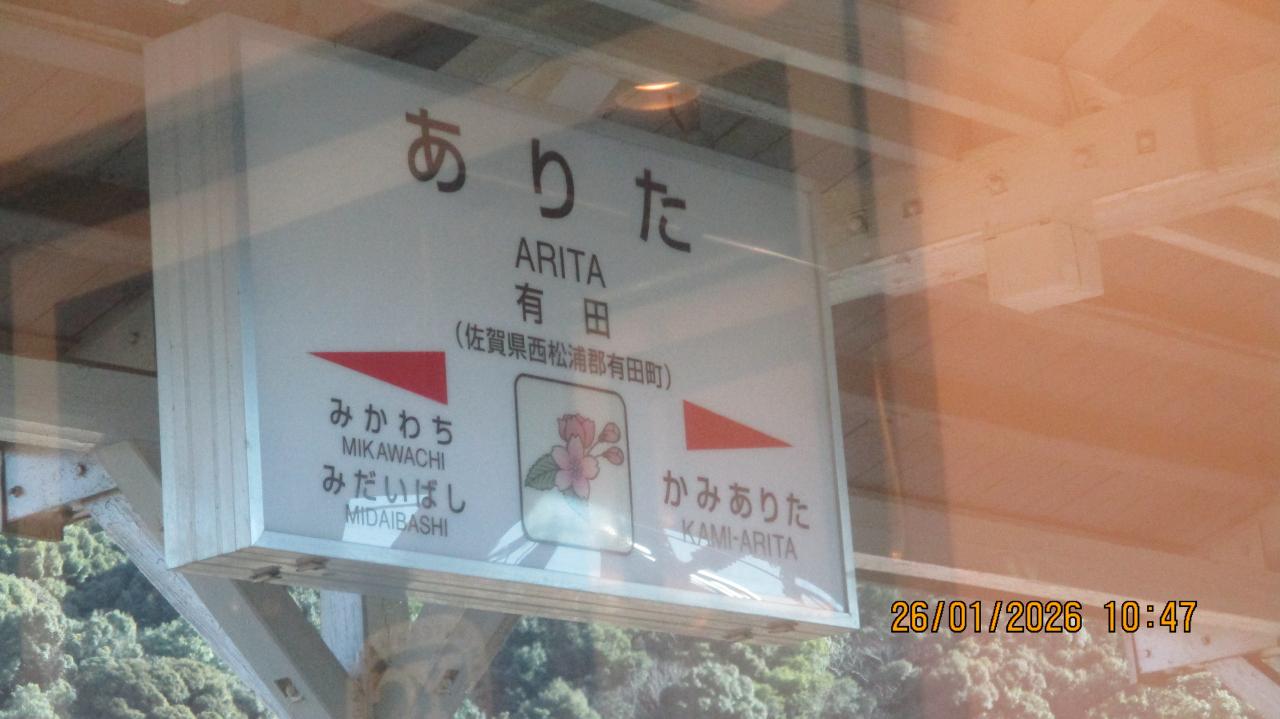 ありた
ARITA
有田
(佐賀県西松浦郡有田町)
みかわち
MIKAWACHI
みだいばし
MIDAIBASHI
かみありた
KAMI-ARITA
26/01/2026 10:47